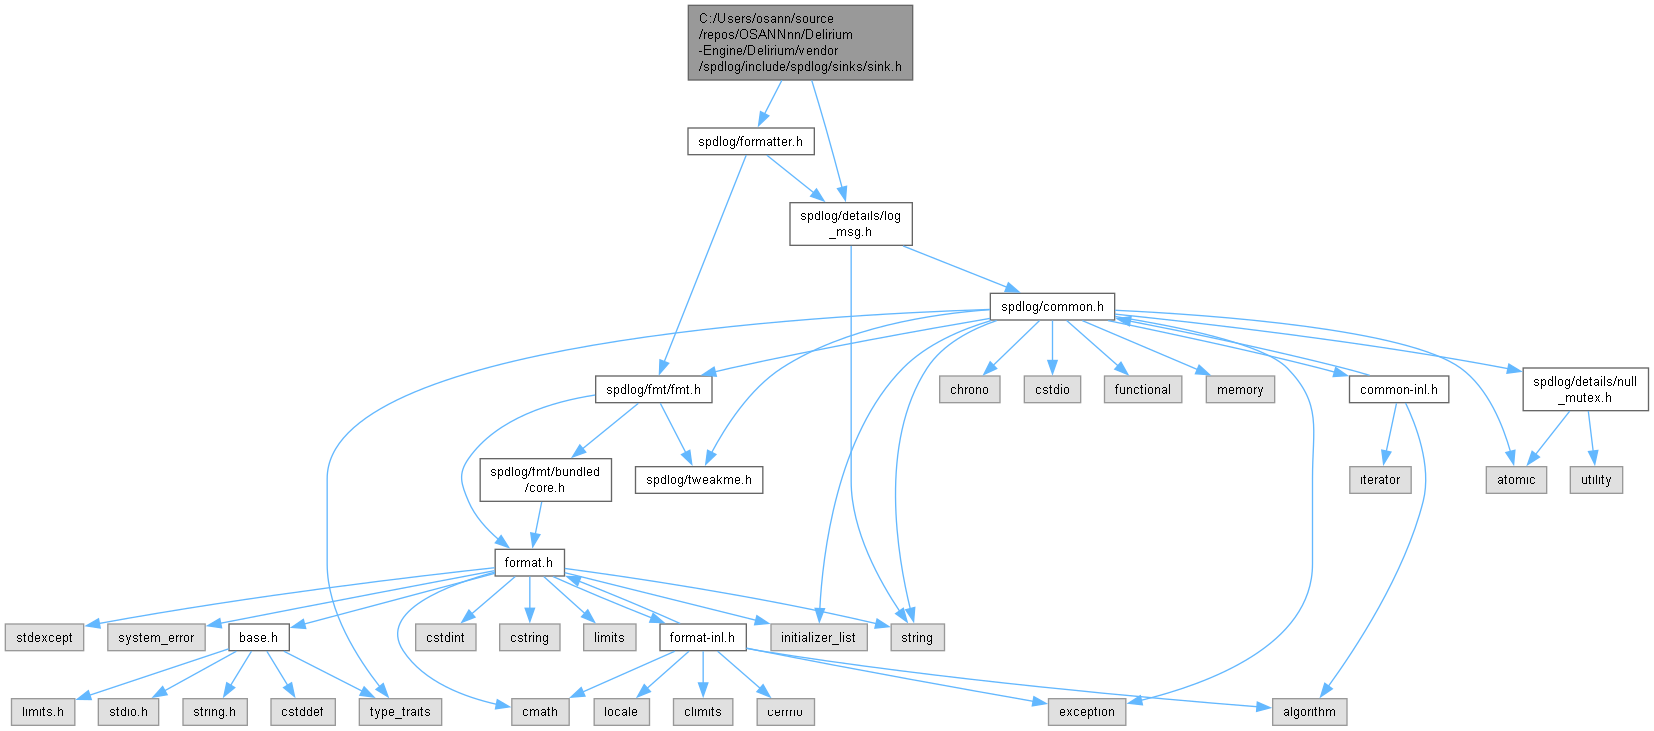 C:/Users/osann/source
/repos/OSANNnn/Delirium
-Engine/Delirium/vendor
/spdlog/include/spdlog/sinks/sink.h
spdlog/formatter.h
spdlog/details/log
_msg.h
spdlog/common.h
spdlog/fmt/fmt.h
chrono
cstdio
functional
memory
common-inl.h
spdlog/details/null
_mutex.h
spdlog/fmt/bundled
/core.h
spdlog/tweakme.h
iterator
atomic
utility
format.h
stdexcept
system_error
base.h
cstdint
cstring
limits
format-inl.h
initializer_list
string
limits.h
stdio.h
string.h
cstddef
type_traits
cmath
locale
climits
exception
algorithm